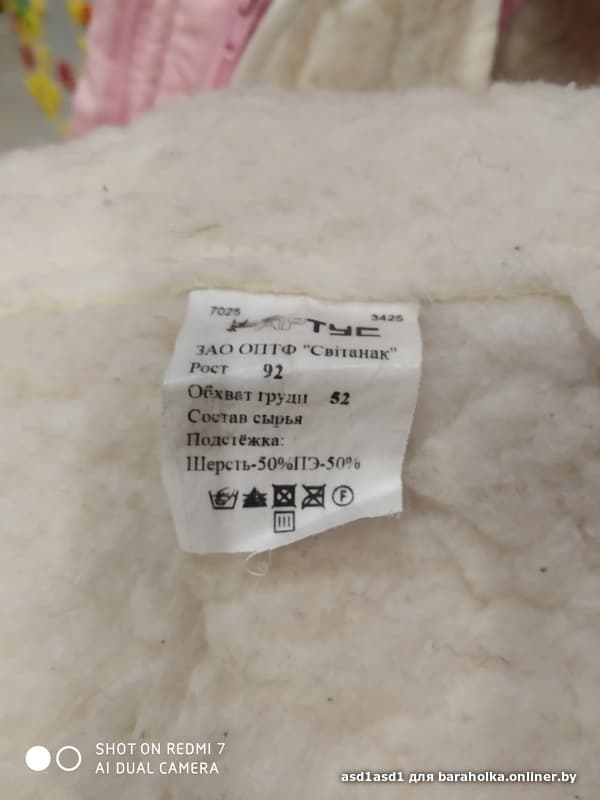 7025 3425
ЗАО ОПТФ "Світанак"
Рост 92
Обхват груди 52
Состав сырья
Подстёжка:
Шерсть-50%ПЭ-50%
F
SHOT ON REDMI 7
AI DUAL CAMERA
asd1asd1 для baraholka.onliner.by